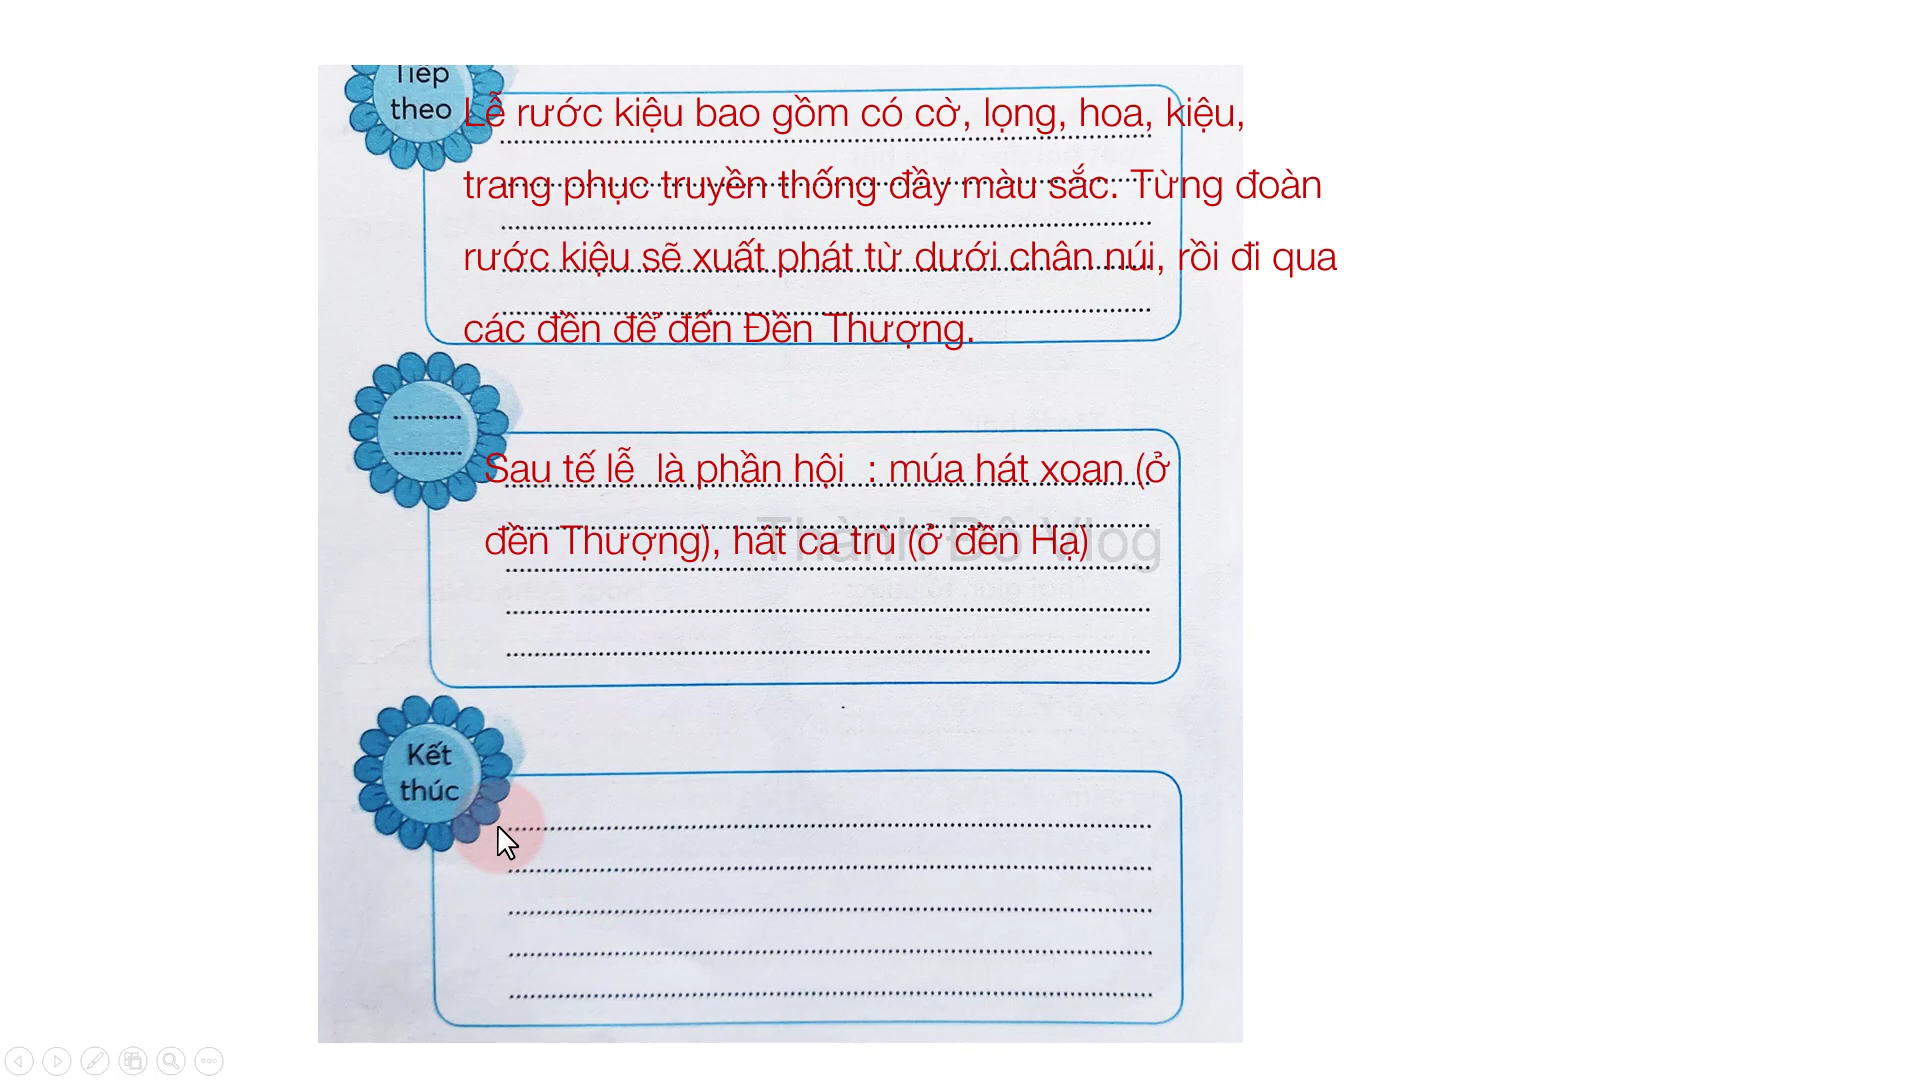 Tiếp
theo
Lễ rước kiệu bao gồm có cờ, lọng, hoa, kiệu,
trang phục truyền thống đầy màu sắc. Từng đoàn
rước kiệu sẽ xuất phát từ dưới chân núi, rồi đi qua
các đền để đến Đền Thượng.
Sau tế lễ là phần hội : múa hát xoan (ở
đền Thượng), hát ca trù (ở đền Hạ)
Thành Đô Vlog
Kết
thúc